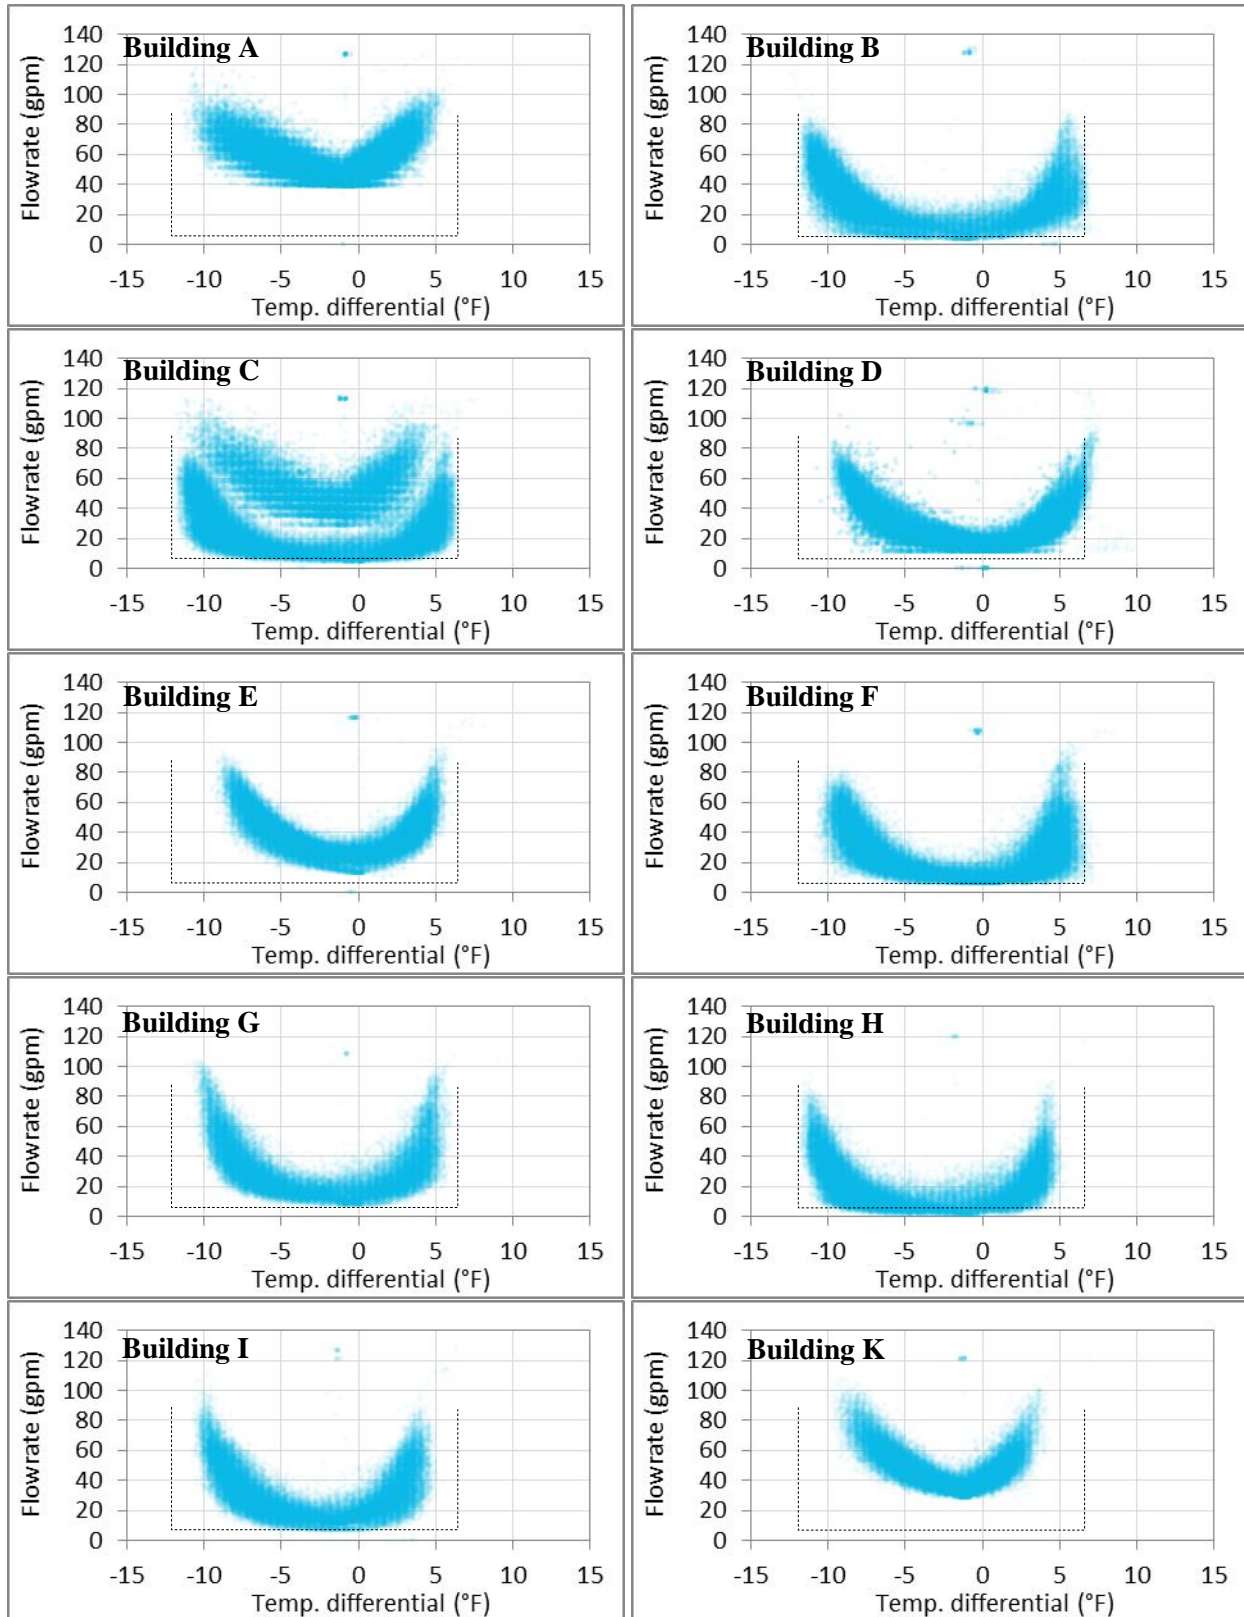 Building A
Flowrate (gpm)
140
120
100
80
60
40
20
0
-15 -10 -5 0 5 10 15
Temp. differential (°F)
Building B
Flowrate (gpm)
140
120
100
80
60
40
20
0
-15 -10 -5 0 5 10 15
Temp. differential (°F)
Building C
Flowrate (gpm)
140
120
100
80
60
40
20
0
-15 -10 -5 0 5 10 15
Temp. differential (°F)
Building D
Flowrate (gpm)
140
120
100
80
60
40
20
0
-15 -10 -5 0 5 10 15
Temp. differential (°F)
Building E
Flowrate (gpm)
140
120
100
80
60
40
20
0
-15 -10 -5 0 5 10 15
Temp. differential (°F)
Building F
Flowrate (gpm)
140
120
100
80
60
40
20
0
-15 -10 -5 0 5 10 15
Temp. differential (°F)
Building G
Flowrate (gpm)
140
120
100
80
60
40
20
0
-15 -10 -5 0 5 10 15
Temp. differential (°F)
Building H
Flowrate (gpm)
140
120
100
80
60
40
20
0
-15 -10 -5 0 5 10 15
Temp. differential (°F)
Building I
Flowrate (gpm)
140
120
100
80
60
40
20
0
-15 -10 -5 0 5 10 15
Temp. differential (°F)
Building K
Flowrate (gpm)
140
120
100
80
60
40
20
0
-15 -10 -5 0 5 10 15
Temp. differential (°F)